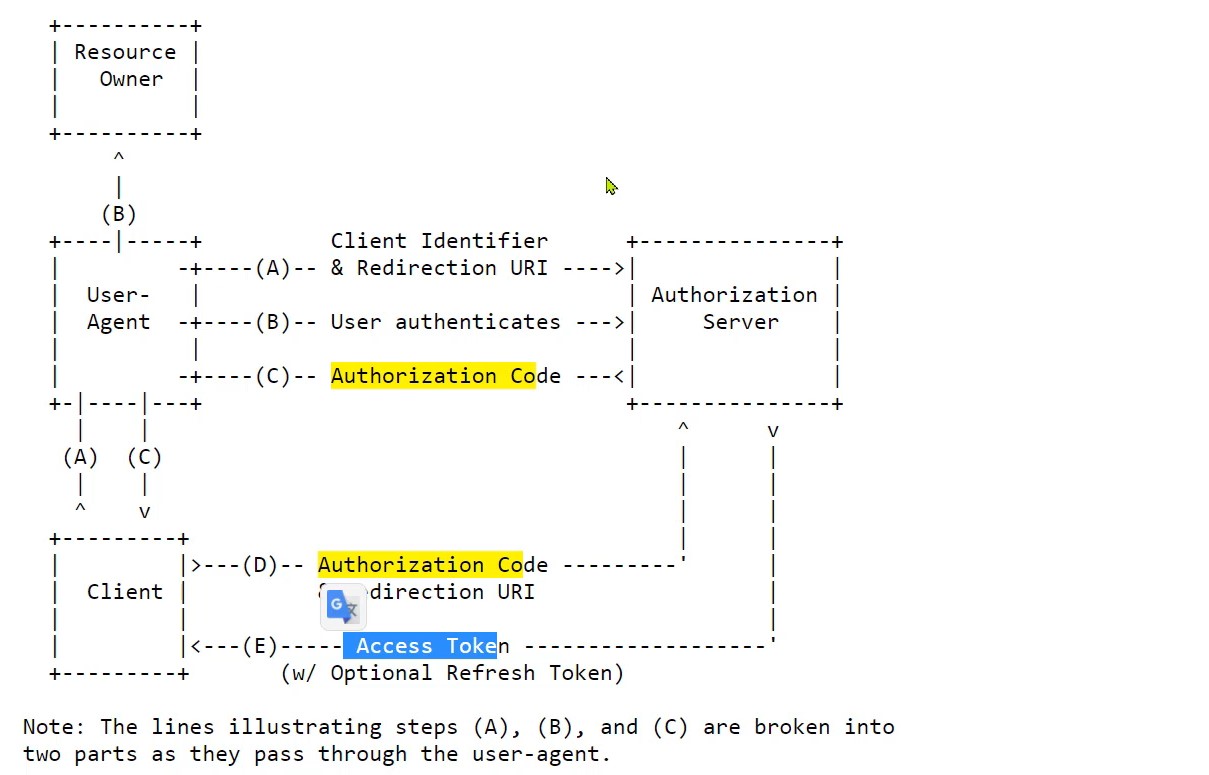 +----------+
| Resource |
|   Owner  |
|          |
+----------+
     ^
     |
    (B)
+----|-----+          Client Identifier      +---------------+
|         -+----(A)-- & Redirection URI ---->|               |
|  User-   |                                 | Authorization |
|  Agent  -+----(B)-- User authenticates --->|     Server    |
|          |                                 |               |
|         -+----(C)-- Authorization Code ---<|               |
+-|----|---+                                 +---------------+
  |    |                                         ^      v
 (A)  (C)                                        |      |
  |    |                                         |      |
  ^    v                                         |      |
+---------+                                      |      |
|         |>---(D)-- Authorization Code ---------'      |
|  Client |          & edirection URI                   |
|         |                                             |
|         |<---(E)----- Access Token -------------------'
+---------+       (w/ Optional Refresh Token)
Note: The lines illustrating steps (A), (B), and (C) are broken into
two parts as they pass through the user-agent.